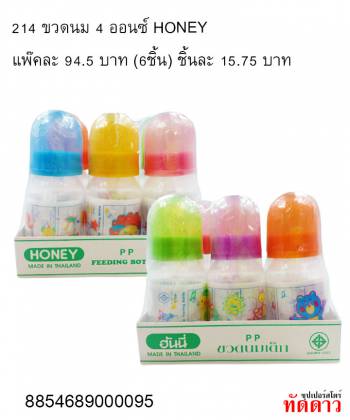 214 ขวดนม 4 ออนซ์ HONEY
แพ๊คละ 94.5 บาท (6ชิ้น) ชิ้นละ 15.75 บาท
HONEY
MADE IN THAILAND
P P
FEEDING BOT
ฮันนี่
MADE IN THAILAND
P P
ขวดนมเด็ก
8854689000095
ซุปเปอร์สโตร์
ทัดดาว